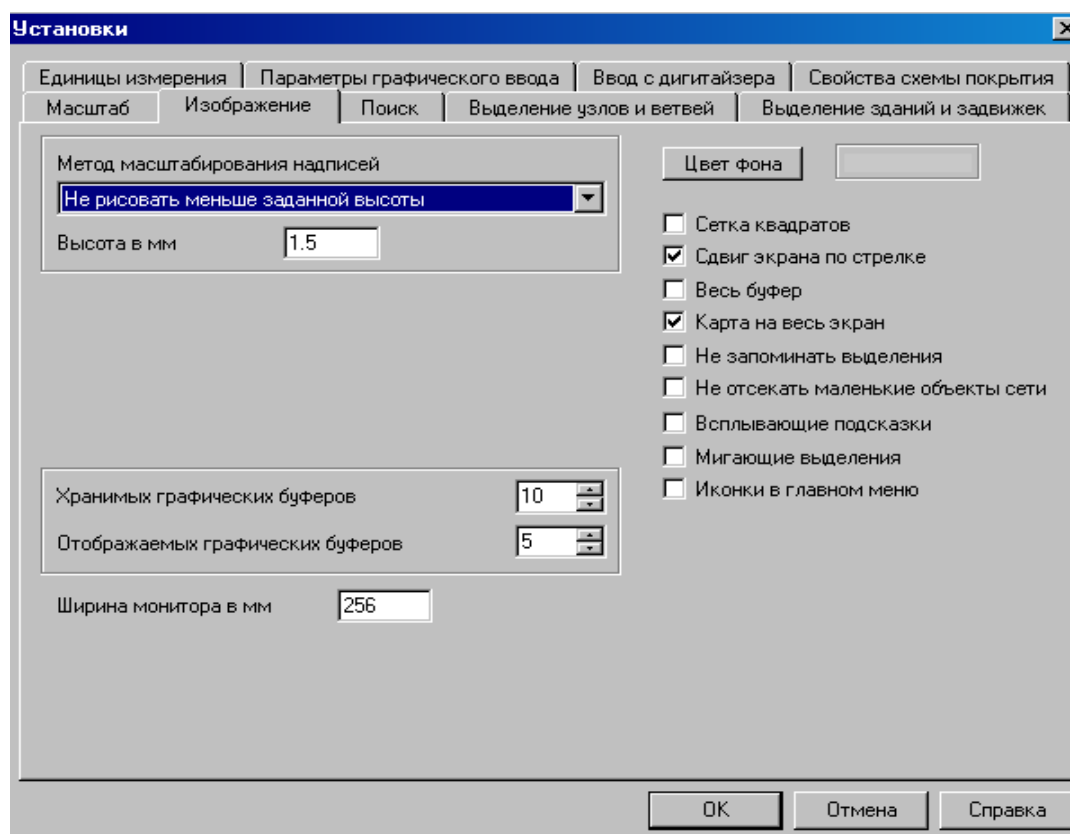 Установки
Единицы измерения
Параметры графического ввода
Ввод с дигитайзера
Свойства схемы покрытия
Масштаб
Изображение
Поиск
Выделение узлов и ветвей
Выделение зданий и задвижек
Метод масштабирования надписей
Не рисовать меньше заданной высоты
Высота в мм
1.5
Цвет фона
Сетка квадратов
Сдвиг экрана по стрелке
Весь буфер
Карта на весь экран
Не запоминать выделения
Не отсекать маленькие объекты сети
Всплывающие подсказки
Мигающие выделения
Иконки в главном меню
Хранимых графических буферов
10
Отображаемых графических буферов
5
Ширина монитора в мм
256
OK
Отмена
Справка